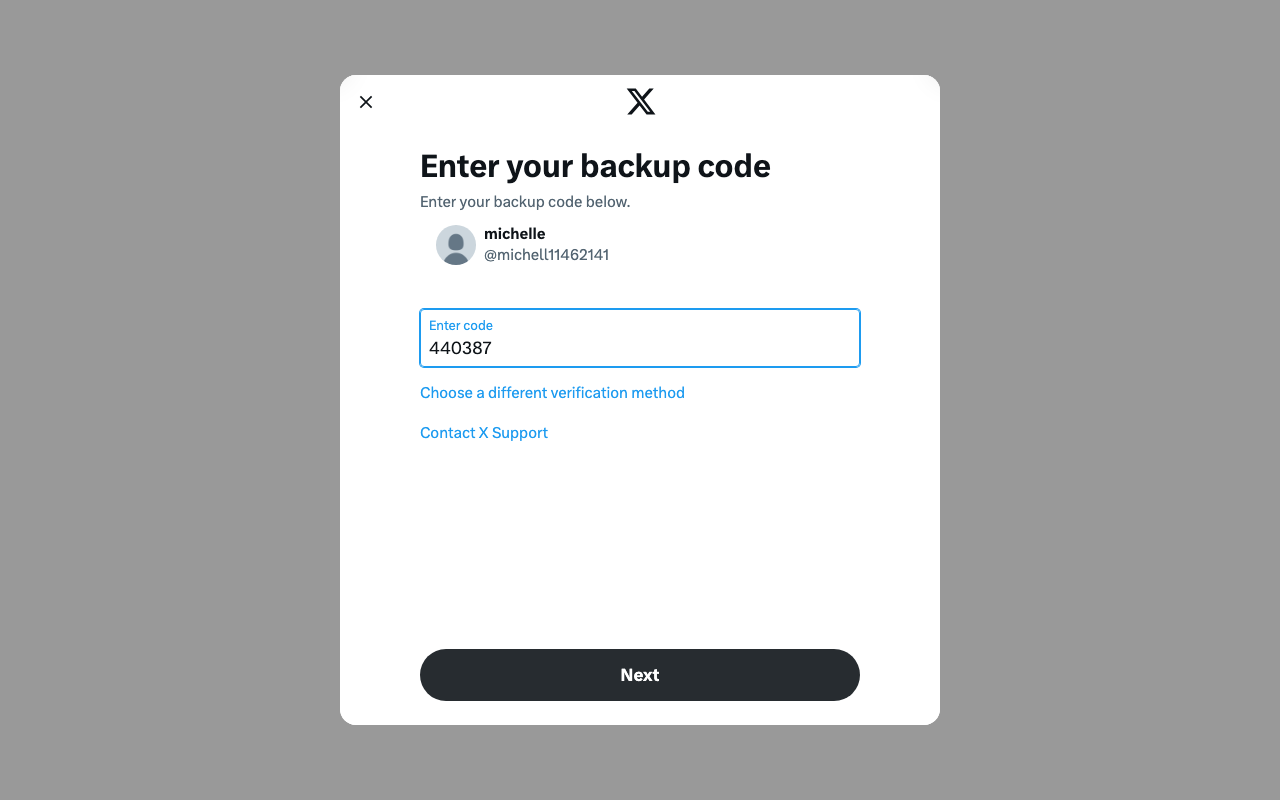 Enter your backup code
Enter your backup code below.
michelle
@michell11462141
Enter code
440387
Choose a different verification method
Contact X Support
Next